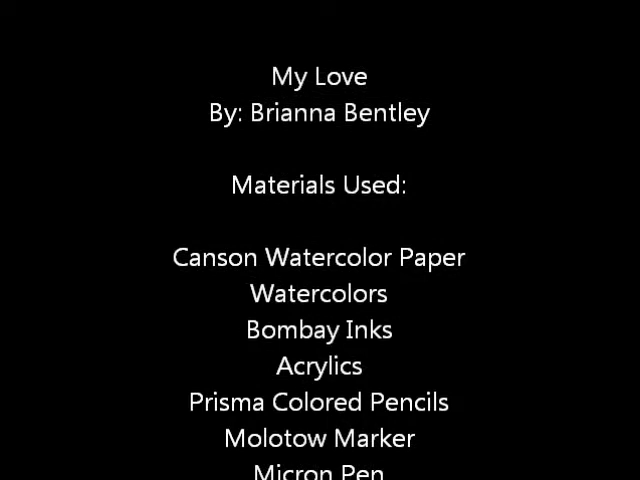 My Love
By: Brianna Bentley
Materials Used:
Canson Watercolor Paper
Watercolors
Bombay Inks
Acrylics
Prisma Colored Pencils
Molotow Marker
Micron Pen